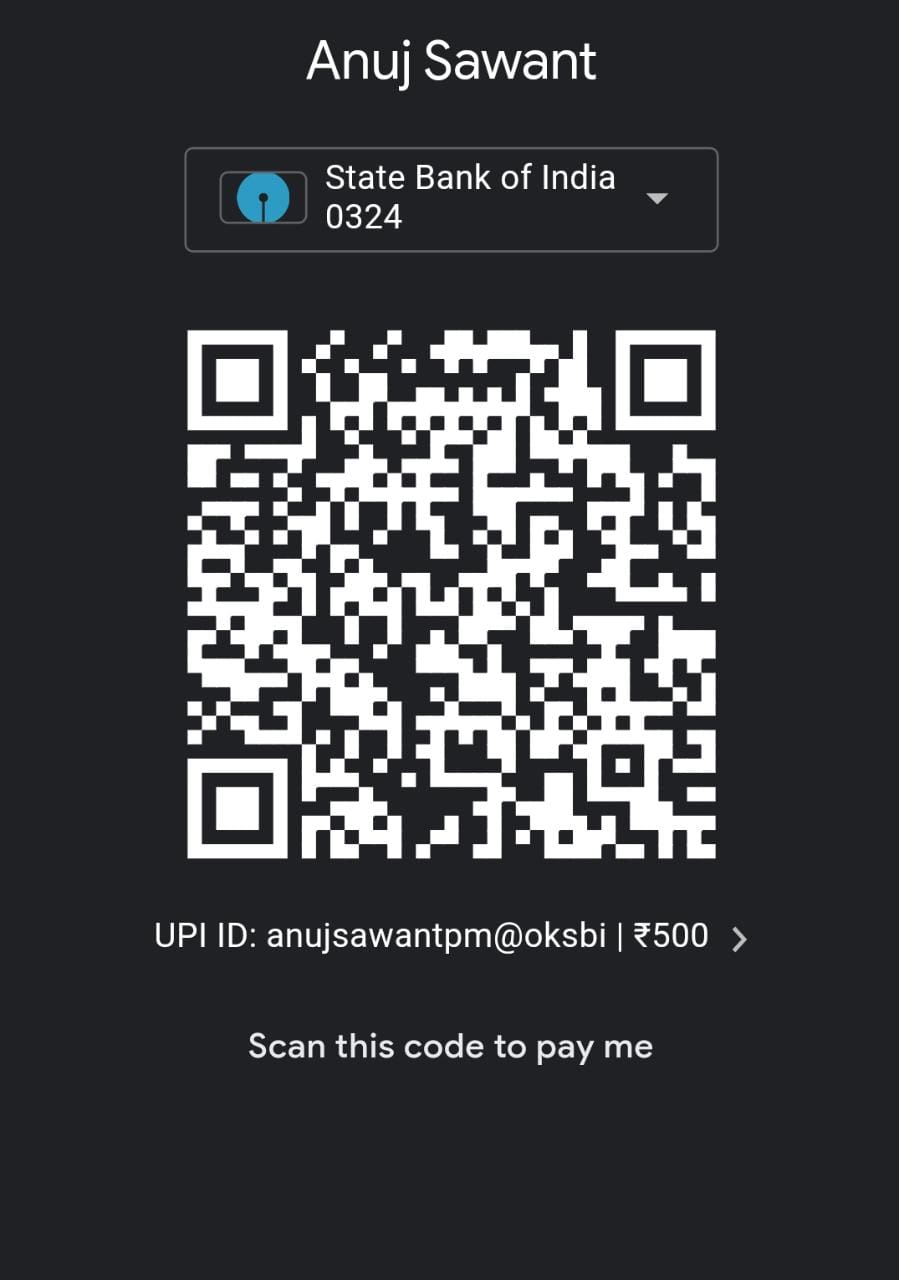 Anuj Sawant
State Bank of India
0324
UPI ID: anujsawantpm@oksbi | ₹500
Scan this code to pay me